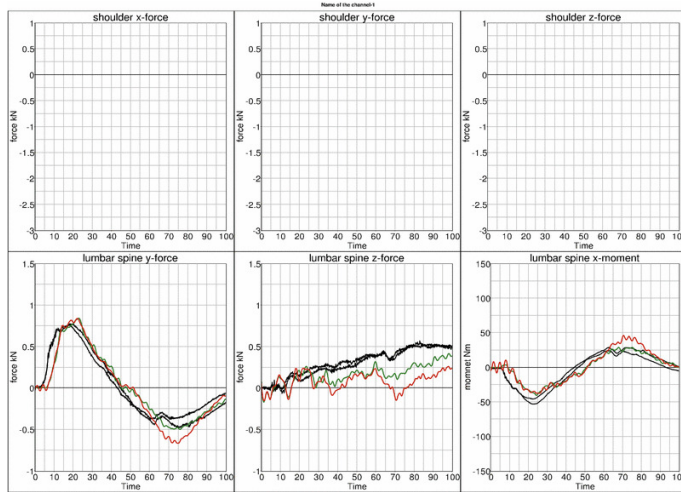 Name of the channel-1
shoulder x-force
shoulder y-force
shoulder z-force
force kN
1
0.5
0
-0.5
-1
-1.5
-2
-2.5
-3
0 10 20 30 40 50 60 70 80 90 100
Time
force kN
1
0.5
0
-0.5
-1
-1.5
-2
-2.5
-3
0 10 20 30 40 50 60 70 80 90 100
Time
force kN
1
0.5
0
-0.5
-1
-1.5
-2
-2.5
-3
0 10 20 30 40 50 60 70 80 90 100
Time
lumbar spine y-force
lumbar spine z-force
lumbar spine x-moment
force kN
1.5
1
0.5
0
-0.5
-1
0 10 20 30 40 50 60 70 80 90 100
Time
force kN
1.5
1
0.5
0
-0.5
-1
0 10 20 30 40 50 60 70 80 90 100
Time
momnet Nm
150
100
50
0
-50
-100
-150
0 10 20 30 40 50 60 70 80 90 100
Time